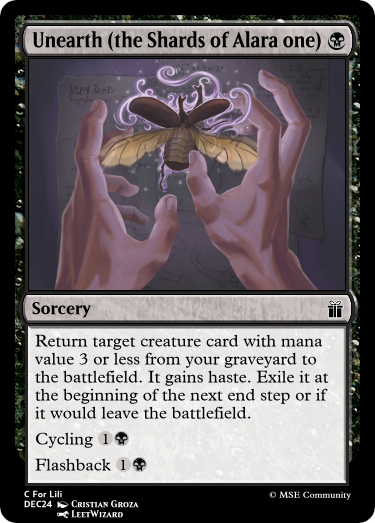 Unearth (the Shards of Alara one)
Sorcery
Return target creature card with mana
value 3 or less from your graveyard to
the battlefield. It gains haste. Exile it at
the beginning of the next end step or if
it would leave the battlefield.
Cycling 1
Flashback 1
C For Lili
DEC24 Cristian Groza
LeetWizard
© MSE Community